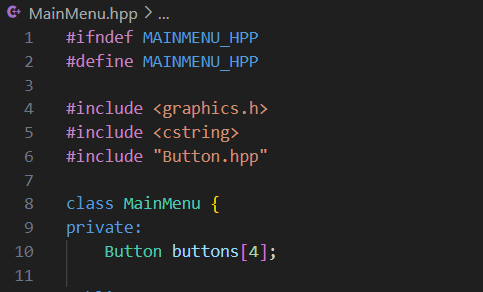 MainMenu.hpp > ...
1 #ifndef MAINMENU_HPP
2 #define MAINMENU_HPP
3
4 #include <graphics.h>
5 #include <cstring>
6 #include "Button.hpp"
7
8 class MainMenu {
9 private:
10 Button buttons[4];
11